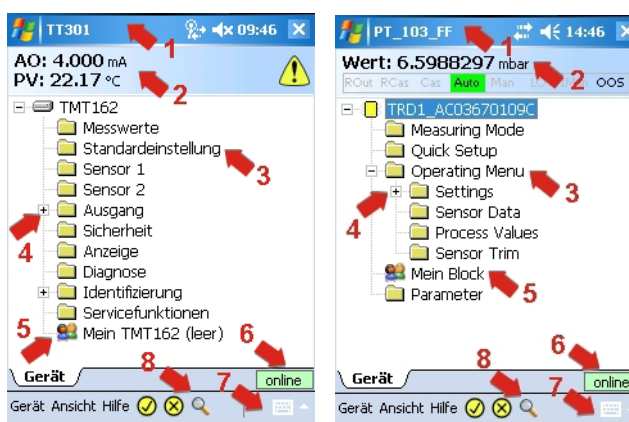 TT301 09:46
1
AO: 4.000 mA
PV: 22.17 °C
2
TMT162
Messwerte
Standardeinstellung
3
Sensor 1
Sensor 2
Ausgang
4
Sicherheit
Anzeige
Diagnose
Identifizierung
Servicefunktionen
5
Mein TMT162 (leer)
6
8
7
Gerät
online
Gerät Ansicht Hilfe
PT_103_FF 14:46
1
Wert: 6.5988297 mbar
2
ROut RCas Cas Auto Man OOS
TRD1_AC03670109C
Measuring Mode
Quick Setup
Operating Menu
3
Settings
4
Sensor Data
Process Values
Sensor Trim
Mein Block
5
Parameter
6
8
7
Gerät
online
Gerät Ansicht Hilfe